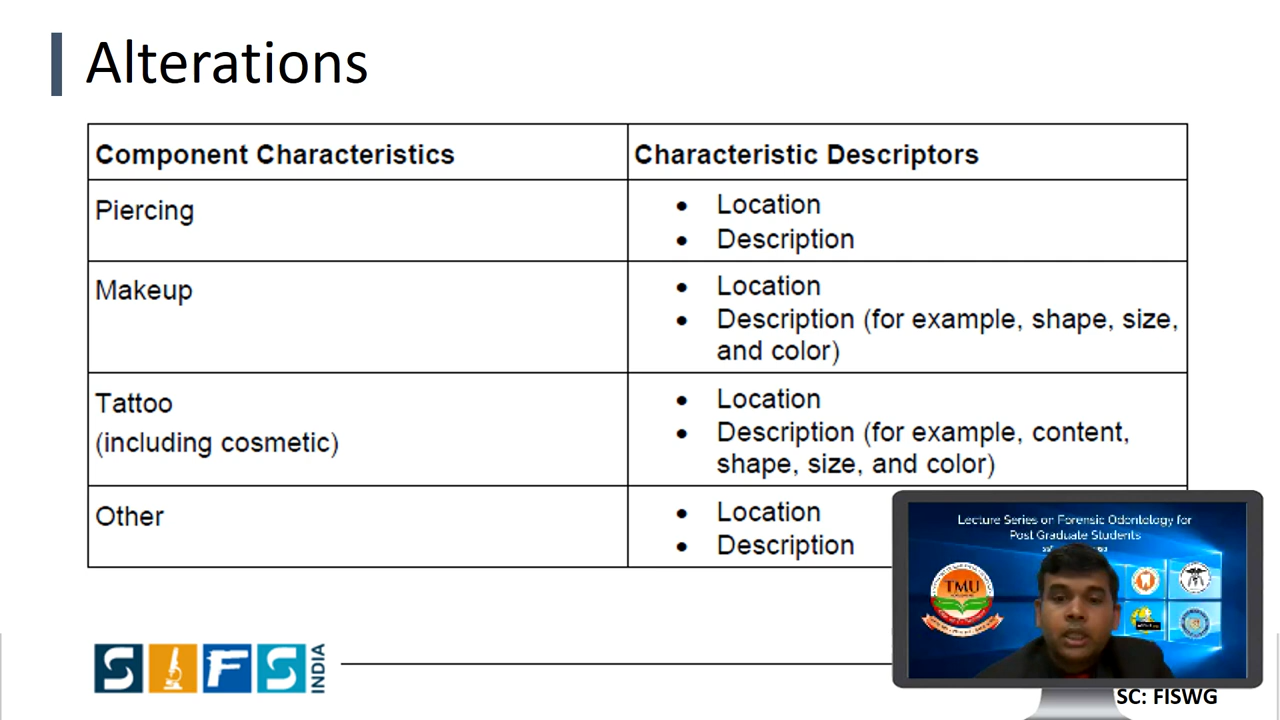 Alterations
Component Characteristics
Characteristic Descriptors
Piercing
• Location
• Description
Makeup
• Location
• Description (for example, shape, size,
and color)
Tattoo
(including cosmetic)
• Location
• Description (for example, content,
shape, size, and color)
Other
• Location
• Description
Lecture Series on Forensic Odontology for
Post Graduate Students
TMU
SIFS
INDIA
SC: FISWG